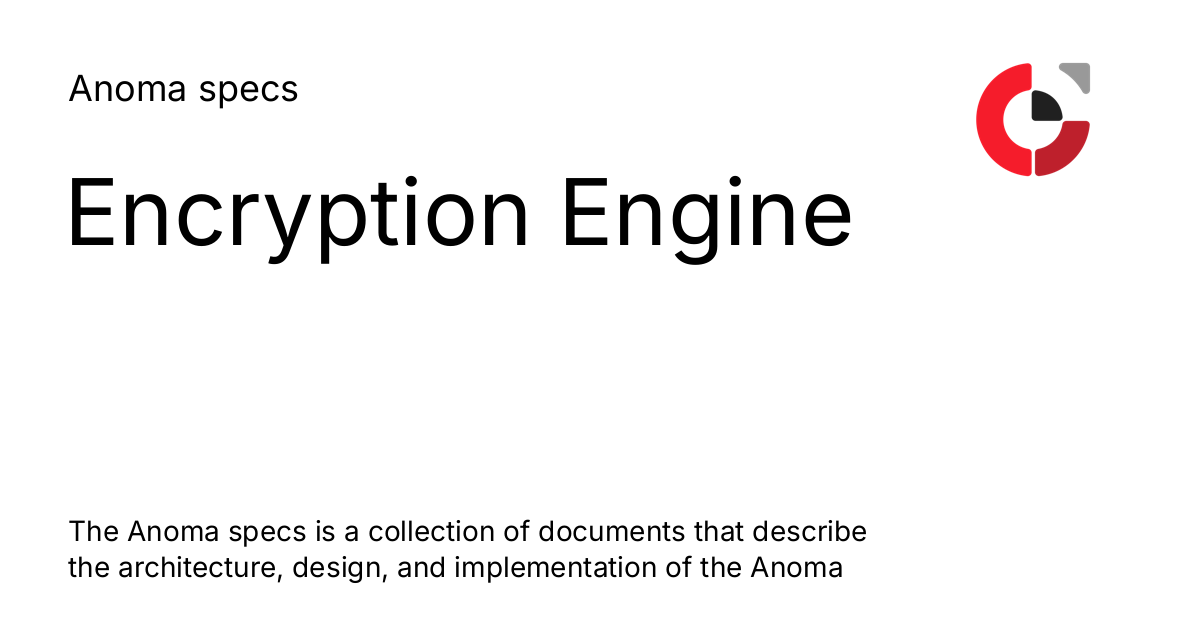 Anoma specs
Encryption Engine
The Anoma specs is a collection of documents that describe
the architecture, design, and implementation of the Anoma